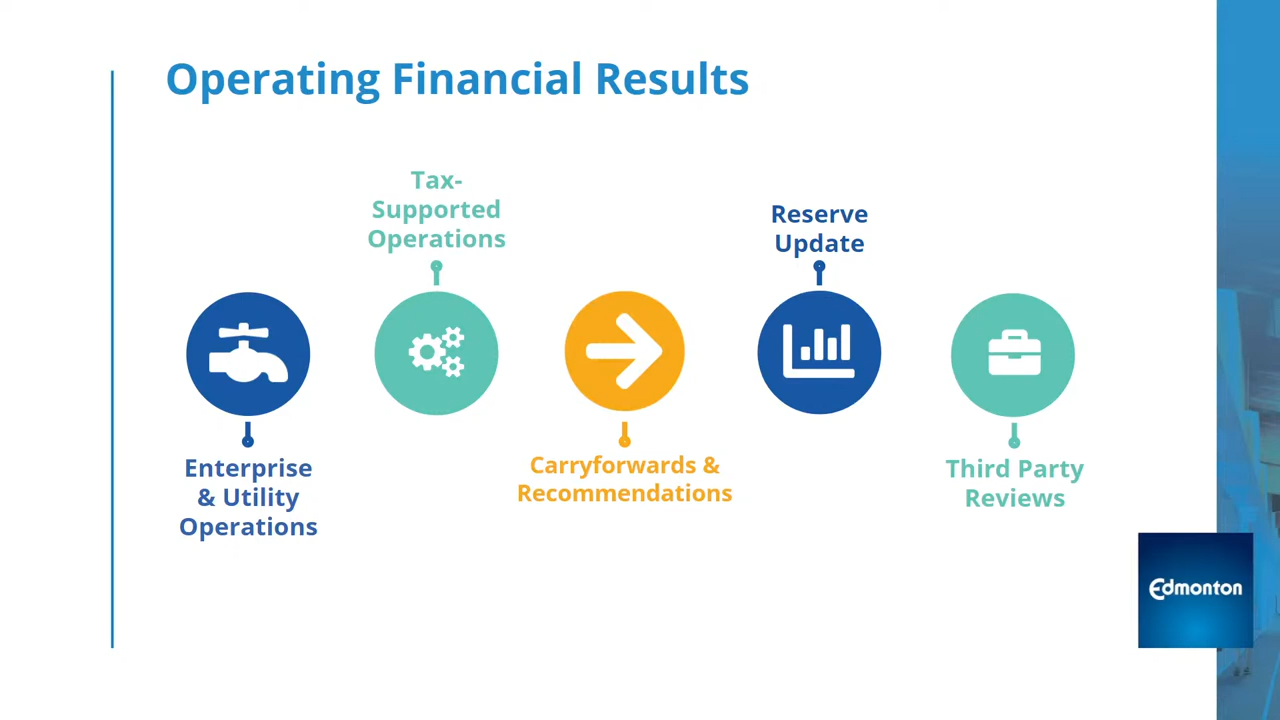 Operating Financial Results
Tax-
Supported
Operations
Reserve
Update
Enterprise
& Utility
Operations
Carryforwards &
Recommendations
Third Party
Reviews
Edmonton